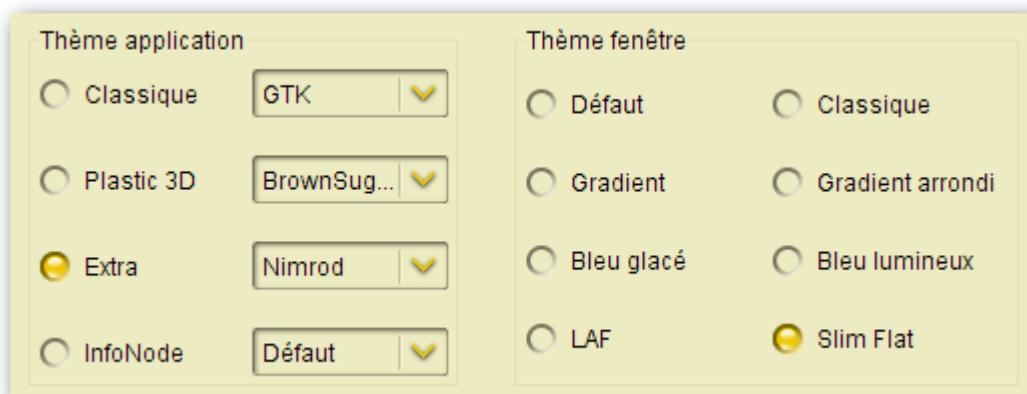 Thème application
Classique GTK
Plastic 3D BrownSug...
Extra Nimrod
InfoNode Défaut
Thème fenêtre
Défaut Classique
Gradient Gradient arrondi
Bleu glacé Bleu lumineux
LAF Slim Flat